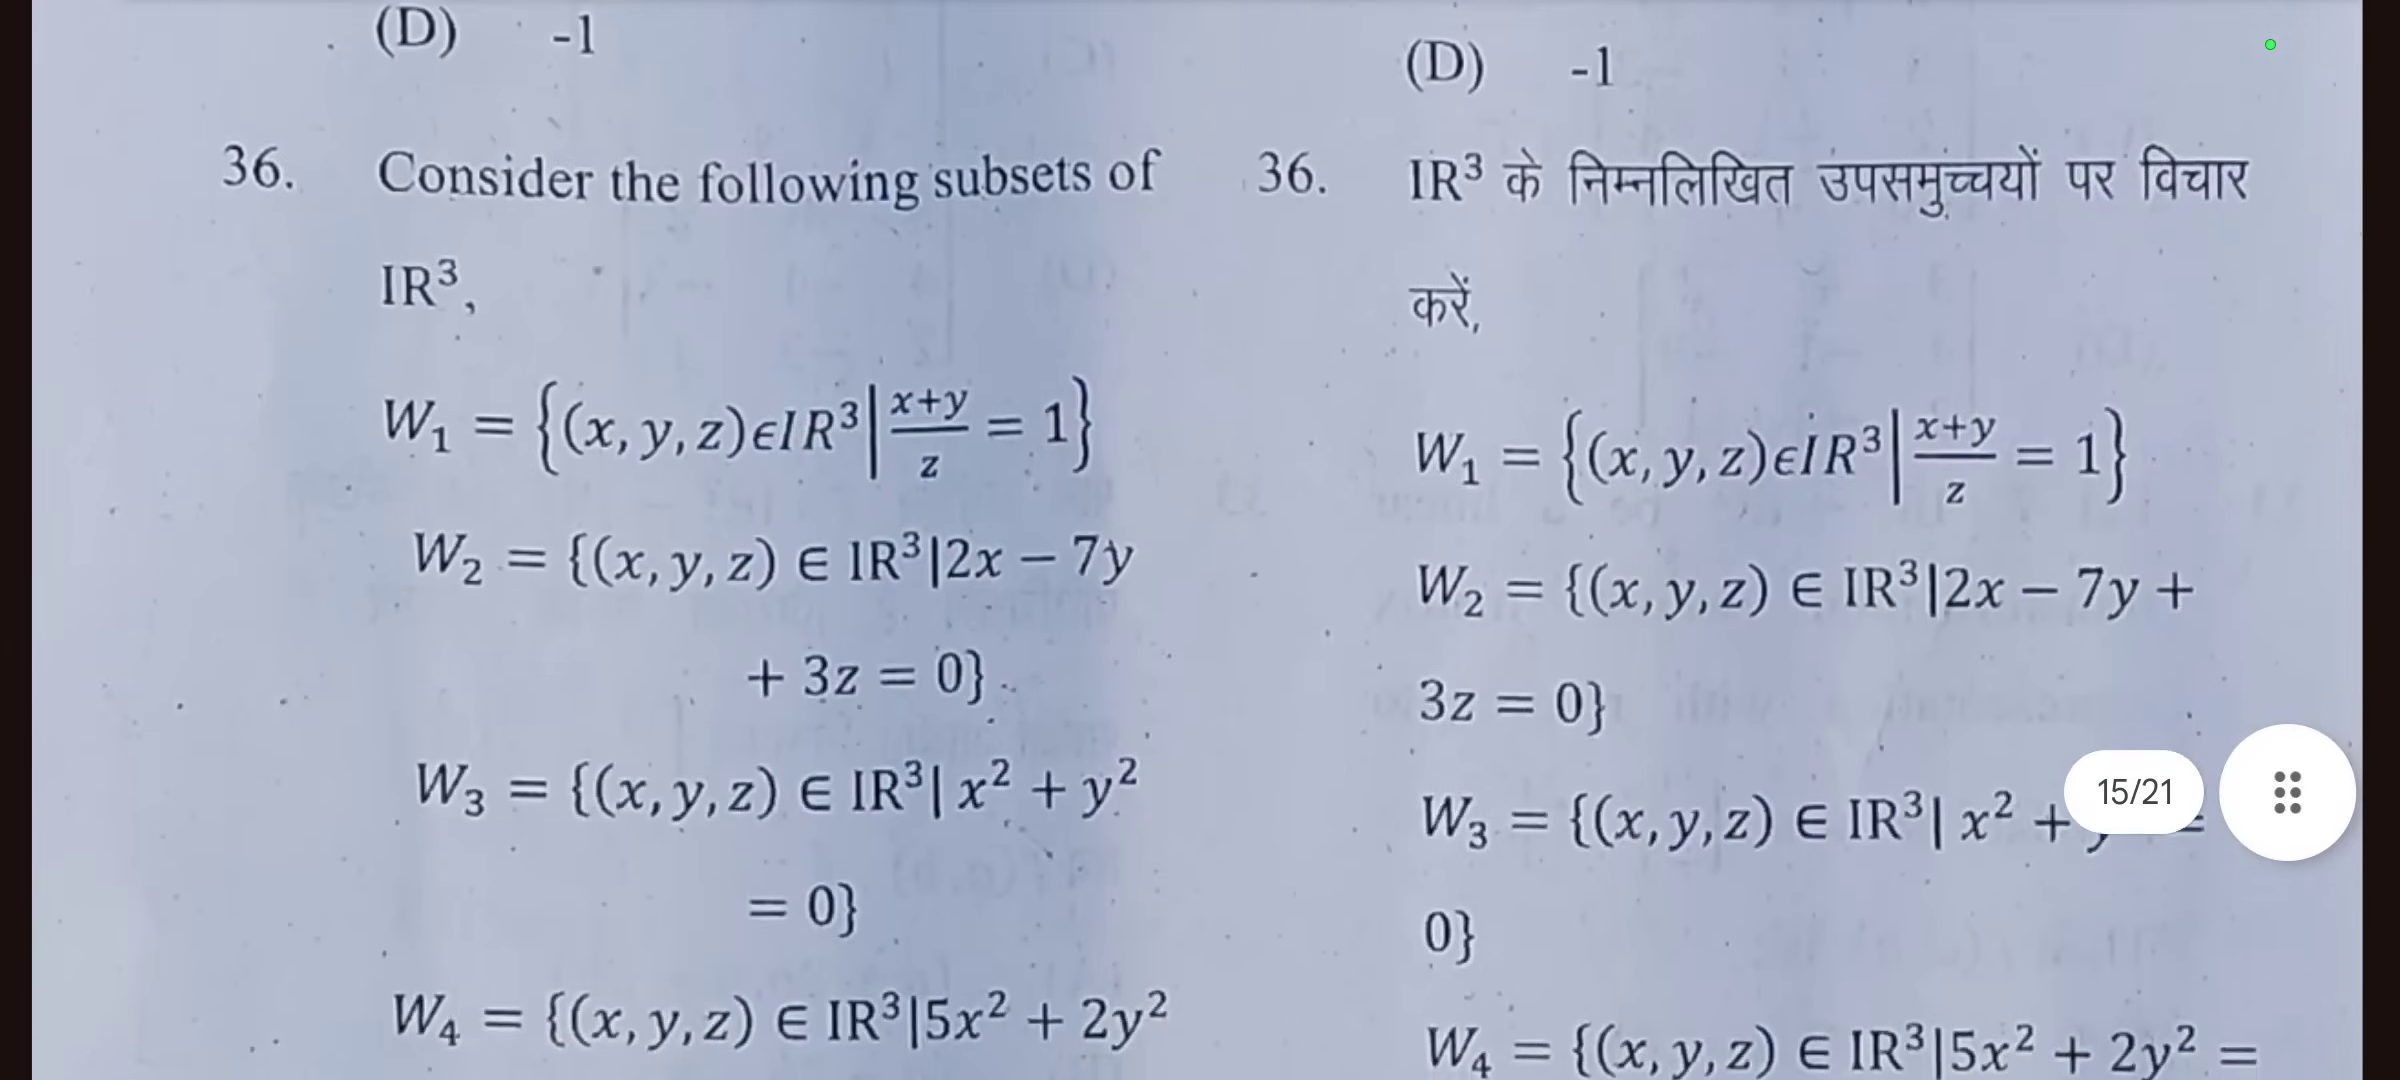 (D) -1
36. Consider the following subsets of
IR³,
W₁ = {(x, y, z)ϵIR³| x+y/z = 1}
W₂ = {(x, y, z) ∈ IR³|2x − 7y
+ 3z = 0}
W₃ = {(x, y, z) ∈ IR³| x² + y²
= 0}
W₄ = {(x, y, z) ∈ IR³|5x² + 2y²
(D) -1
36. IR³ के निम्नलिखित उपसमुच्चयों पर विचार
करें,
W₁ = {(x, y, z)ϵIR³| x+y/z = 1}
W₂ = {(x, y, z) ∈ IR³|2x − 7y +
3z = 0}
W₃ = {(x, y, z) ∈ IR³| x² +
0}
W₄ = {(x, y, z) ∈ IR³|5x² + 2y² =
15/21